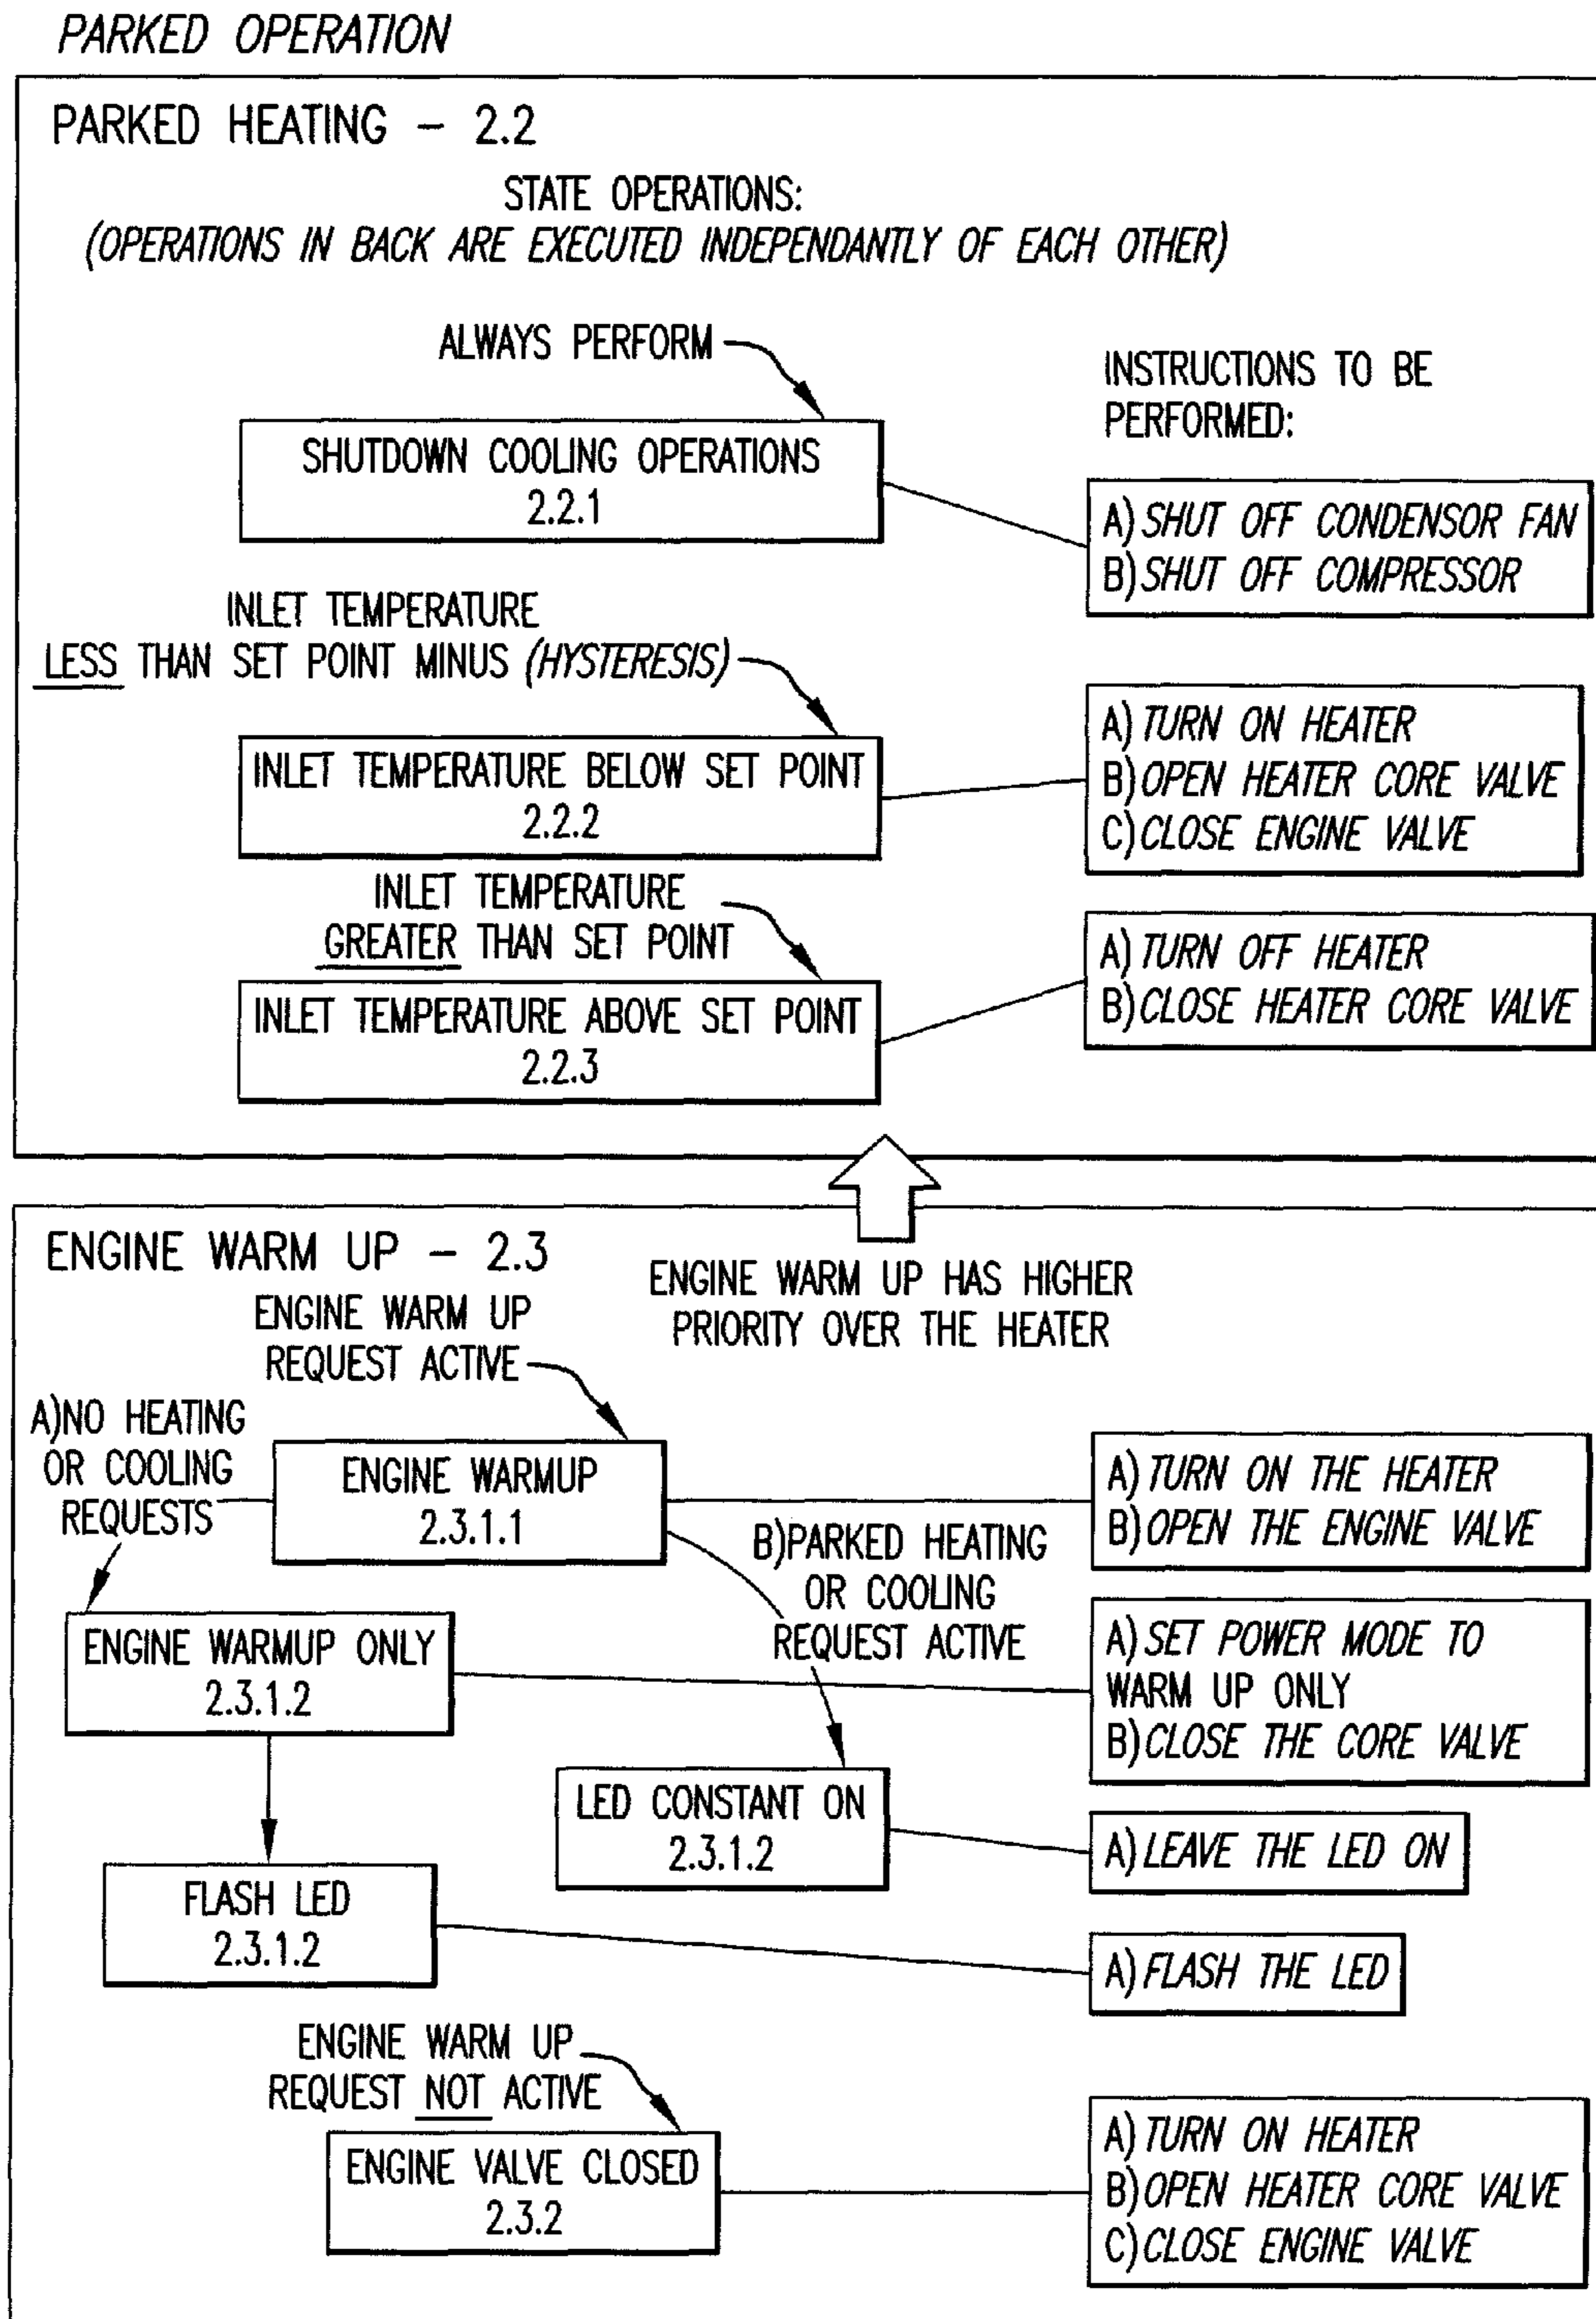 PARKED OPERATION
PARKED HEATING - 2.2
STATE OPERATIONS:
(OPERATIONS IN BACK ARE EXECUTED INDEPENDANTLY OF EACH OTHER)
ALWAYS PERFORM
INSTRUCTIONS TO BE
PERFORMED:
SHUTDOWN COOLING OPERATIONS
2.2.1
A) SHUT OFF CONDENSOR FAN
B) SHUT OFF COMPRESSOR
INLET TEMPERATURE
LESS THAN SET POINT MINUS (HYSTERESIS)
INLET TEMPERATURE BELOW SET POINT
2.2.2
A) TURN ON HEATER
B) OPEN HEATER CORE VALVE
C) CLOSE ENGINE VALVE
INLET TEMPERATURE
GREATER THAN SET POINT
INLET TEMPERATURE ABOVE SET POINT
2.2.3
A) TURN OFF HEATER
B) CLOSE HEATER CORE VALVE
ENGINE WARM UP - 2.3
ENGINE WARM UP HAS HIGHER
PRIORITY OVER THE HEATER
ENGINE WARM UP
REQUEST ACTIVE
A)NO HEATING
OR COOLING
REQUESTS
ENGINE WARMUP
2.3.1.1
A) TURN ON THE HEATER
B) OPEN THE ENGINE VALVE
B)PARKED HEATING
OR COOLING
REQUEST ACTIVE
ENGINE WARMUP ONLY
2.3.1.2
A) SET POWER MODE TO
WARM UP ONLY
B) CLOSE THE CORE VALVE
LED CONSTANT ON
2.3.1.2
A) LEAVE THE LED ON
FLASH LED
2.3.1.2
A) FLASH THE LED
ENGINE WARM UP
REQUEST NOT ACTIVE
ENGINE VALVE CLOSED
2.3.2
A) TURN ON HEATER
B) OPEN HEATER CORE VALVE
C) CLOSE ENGINE VALVE